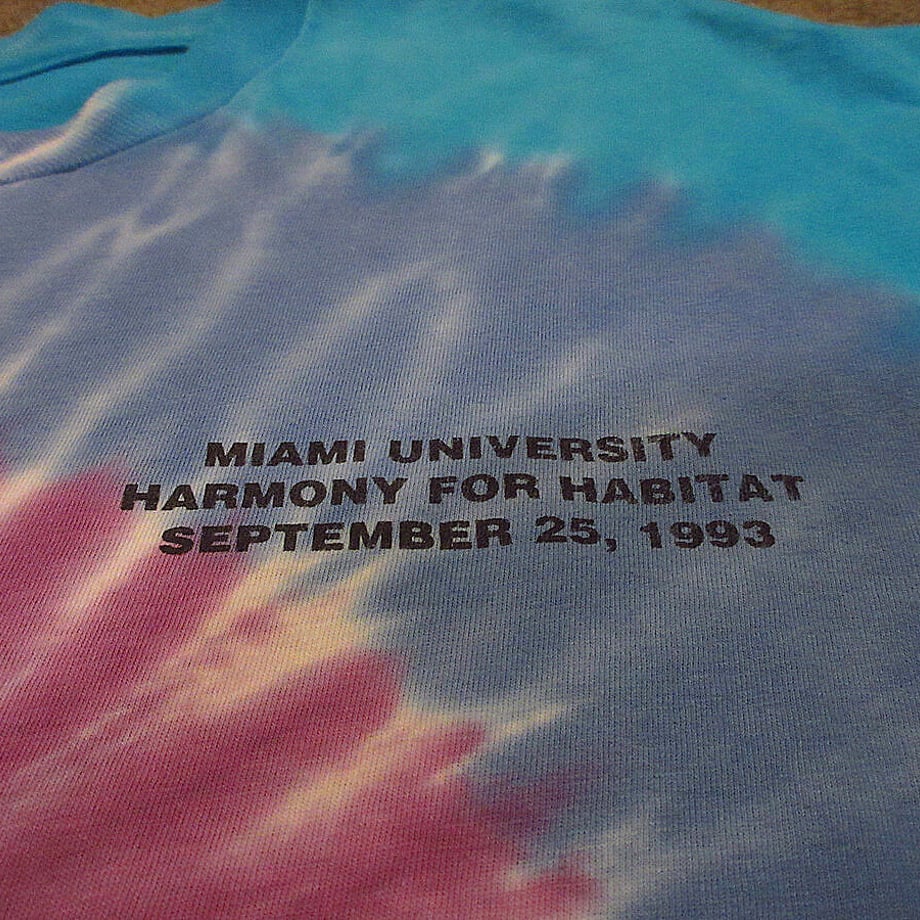 MIAMI UNIVERSITY
HARMONY FOR HABITAT
SEPTEMBER 25, 1993